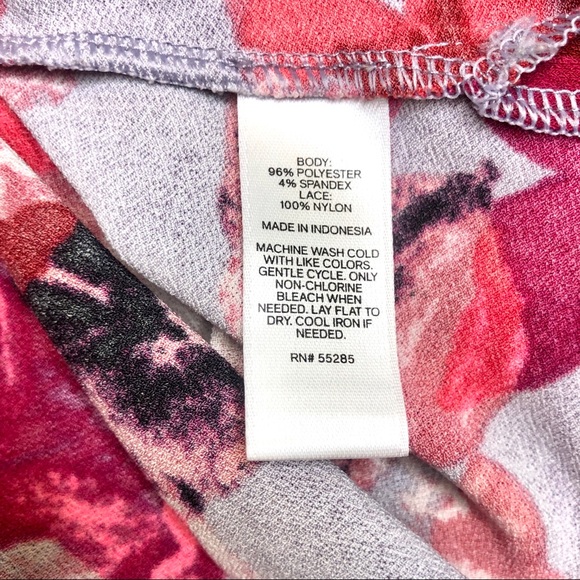 BODY:
96% POLYESTER
4% SPANDEX
LACE:
100% NYLON
MADE IN INDONESIA
MACHINE WASH COLD
WITH LIKE COLORS.
GENTLE CYCLE. ONLY
NON-CHLORINE
BLEACH WHEN
NEEDED. LAY FLAT TO
DRY. COOL IRON IF
NEEDED.
RN# 55285